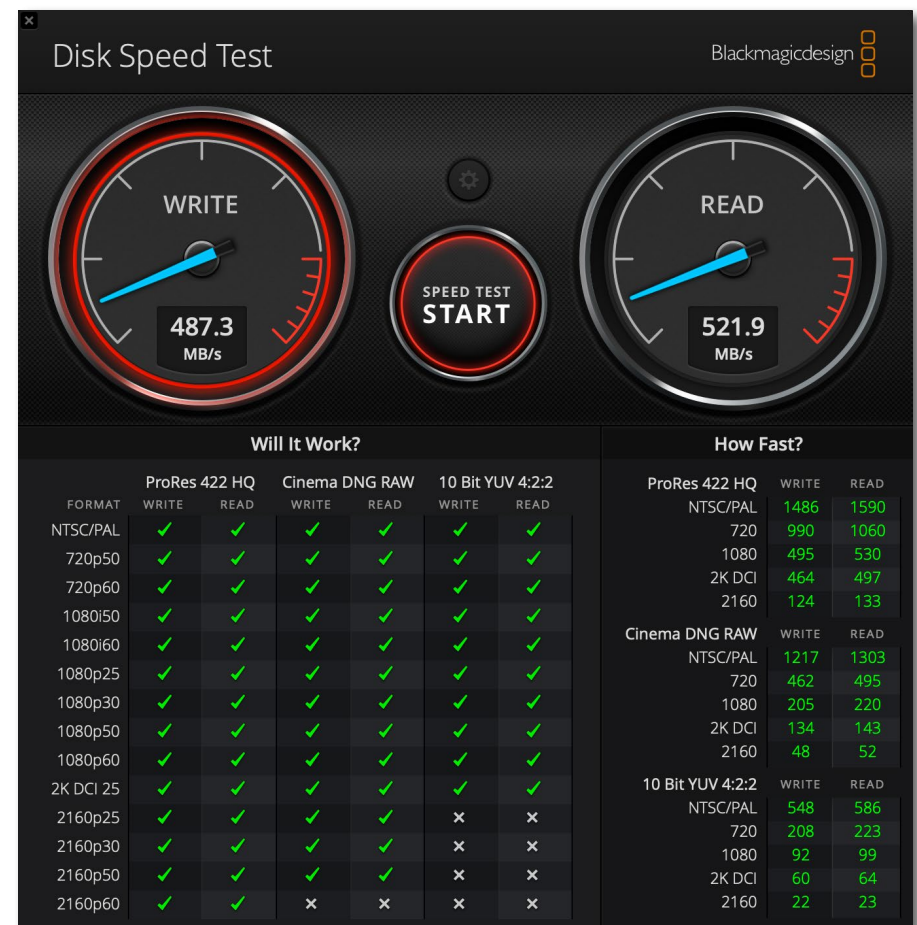 Disk Speed Test
Blackmagicdesign
WRITE
487.3
MB/s
SPEED TEST
START
READ
521.9
MB/s
Will It Work?
ProRes 422 HQ Cinema DNG RAW 10 Bit YUV 4:2:2
FORMAT WRITE READ WRITE READ WRITE READ
NTSC/PAL ✓ ✓ ✓ ✓ ✓ ✓
720p50 ✓ ✓ ✓ ✓ ✓ ✓
720p60 ✓ ✓ ✓ ✓ ✓ ✓
1080i50 ✓ ✓ ✓ ✓ ✓ ✓
1080i60 ✓ ✓ ✓ ✓ ✓ ✓
1080p25 ✓ ✓ ✓ ✓ ✓ ✓
1080p30 ✓ ✓ ✓ ✓ ✓ ✓
1080p50 ✓ ✓ ✓ ✓ ✓ ✓
1080p60 ✓ ✓ ✓ ✓ ✓ ✓
2K DCI 25 ✓ ✓ ✓ ✓ ✓ ✓
2160p25 ✓ ✓ ✓ ✓ × ×
2160p30 ✓ ✓ ✓ ✓ × ×
2160p50 ✓ ✓ ✓ ✓ × ×
2160p60 ✓ ✓ × × × ×
How Fast?
ProRes 422 HQ WRITE READ
NTSC/PAL 1486 1590
720 990 1060
1080 495 530
2K DCI 464 497
2160 124 133
Cinema DNG RAW WRITE READ
NTSC/PAL 1217 1303
720 462 495
1080 205 220
2K DCI 134 143
2160 48 52
10 Bit YUV 4:2:2 WRITE READ
NTSC/PAL 548 586
720 208 223
1080 92 99
2K DCI 60 64
2160 22 23